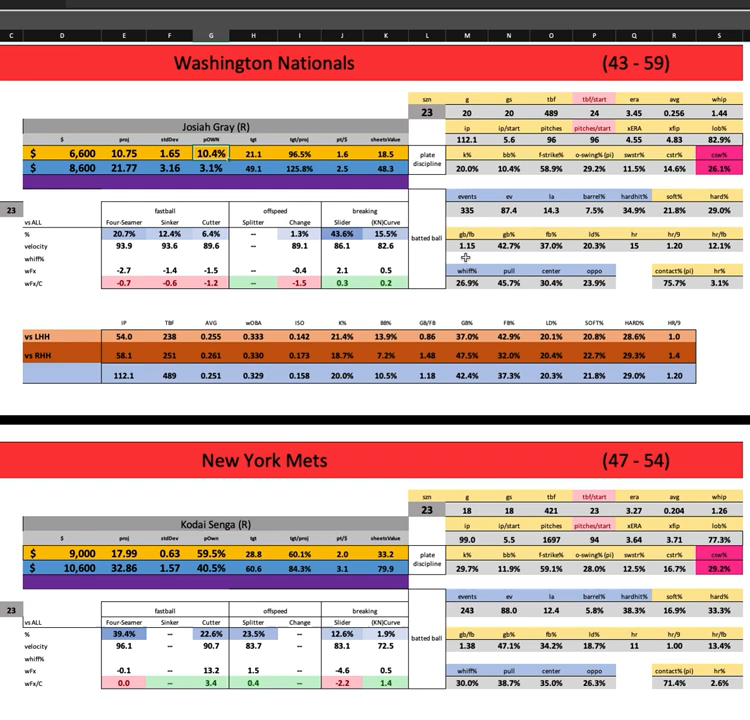 C D E F G H I J K L M N O P Q R S
Washington Nationals (43 - 59)
szn g gs tbf tbf/start era avg whip
23 20 20 489 24 3.45 0.256 1.44
Josiah Gray (R) ip ip/start pitches pitches/start xERA xfip lob%
$ proj stdDev pOWN tgt tgt/proj pt/$ sheetsValue 112.1 5.6 96 96 4.55 4.83 82.9%
$ 6,600 10.75 1.65 10.4% 21.1 96.5% 1.6 18.5 plate discipline k% bb% f-strike% o-swing% (pi) swstr% cstr% csw%
$ 8,600 21.77 3.16 3.1% 49.1 125.8% 2.5 48.3 20.0% 10.4% 58.9% 29.2% 11.5% 14.6% 26.1%
events ev la barrel% hardhit% soft% hard%
23 fastball offspeed breaking 335 87.4 14.3 7.5% 34.9% 21.8% 29.0%
vs ALL Four-Seamer Sinker Cutter Splitter Change Slider (KN)Curve
% 20.7% 12.4% 6.4% -- 1.3% 43.6% 15.5% batted ball gb/fb gb% fb% ld% hr hr/9 hr/fb
velocity 93.9 93.6 89.6 -- 89.1 86.1 82.6 1.15 42.7% 37.0% 20.3% 15 1.20 12.1%
whiff%
wFx -2.7 -1.4 -1.5 -0.4 2.1 0.5 whiff% pull center oppo contact% (pi) hr%
wFx/C -0.7 -0.6 -1.2 -- -1.5 0.3 0.2 26.9% 45.7% 30.4% 23.9% 75.7% 3.1%
IP TBF AVG wOBA ISO K% BB% GB/FB GB% FB% LD% SOFT% HARD% HR/9
vs LHH 54.0 238 0.255 0.333 0.142 21.4% 13.9% 0.86 37.0% 42.9% 20.1% 20.8% 28.6% 1.0
vs RHH 58.1 251 0.261 0.330 0.173 18.7% 7.2% 1.48 47.5% 32.0% 20.4% 22.7% 29.3% 1.4
112.1 489 0.251 0.329 0.158 20.0% 10.5% 1.18 42.4% 37.3% 20.3% 21.8% 29.0% 1.20
New York Mets (47 - 54)
szn g gs tbf tbf/start era avg whip
23 18 18 421 23 3.27 0.204 1.26
Kodai Senga (R) ip ip/start pitches pitches/start xERA xfip lob%
$ proj stdDev pOwn tgt tgt/proj pt/$ sheetsValue 99.0 5.5 1697 94 3.64 3.71 77.3%
$ 9,000 17.99 0.63 59.5% 28.8 60.1% 2.0 33.2 plate discipline k% bb% f-strike% o-swing% (pi) swstr% cstr% csw%
$ 10,600 32.86 1.57 40.5% 60.6 84.3% 3.1 79.9 29.7% 11.9% 59.1% 28.0% 12.5% 16.7% 29.2%
events ev la barrel% hardhit% soft% hard%
23 fastball offspeed breaking 243 88.0 12.4 5.8% 38.3% 16.9% 33.3%
vs ALL Four-Seamer Sinker Cutter Splitter Change Slider (KN)Curve
% 39.4% -- 22.6% 23.5% -- 12.6% 1.9% batted ball gb/fb gb% fb% ld% hr hr/9 hr/fb
velocity 96.1 -- 90.7 83.7 -- 83.1 72.5 1.38 47.1% 34.2% 18.7% 11 1.00 13.4%
whiff%
wFx -0.1 13.2 1.5 -4.6 0.5 whiff% pull center oppo contact% (pi) hr%
wFx/C 0.0 -- 3.4 0.4 -- -2.2 1.4 30.0% 38.7% 35.0% 26.3% 71.4% 2.6%